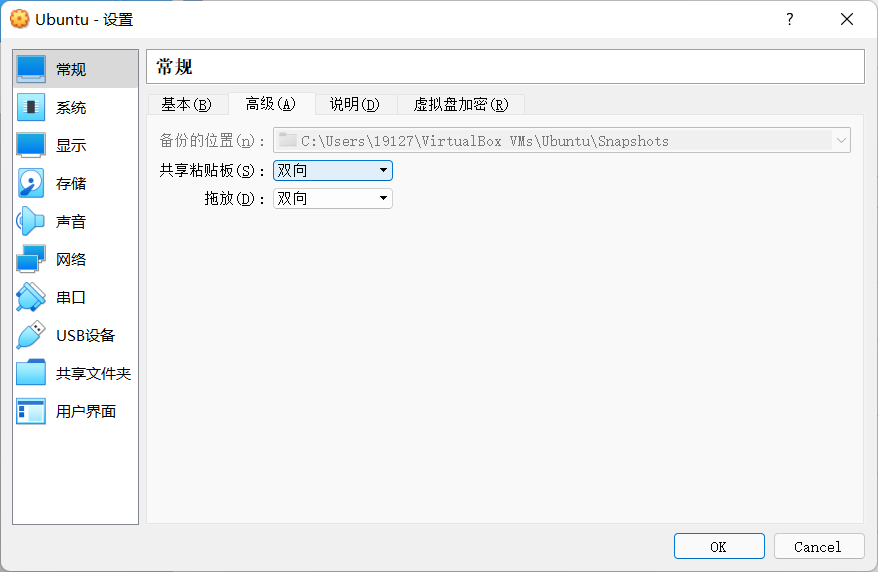 Ubuntu - 设置
?
常规
系统
显示
存储
声音
网络
串口
USB设备
共享文件夹
用户界面
常规
基本(B) 高级(A) 说明(D) 虚拟盘加密(R)
备份的位置(n)： C:\Users\19127\VirtualBox VMs\Ubuntu\Snapshots
共享粘贴板(S)： 双向
拖放(D)： 双向
OK Cancel